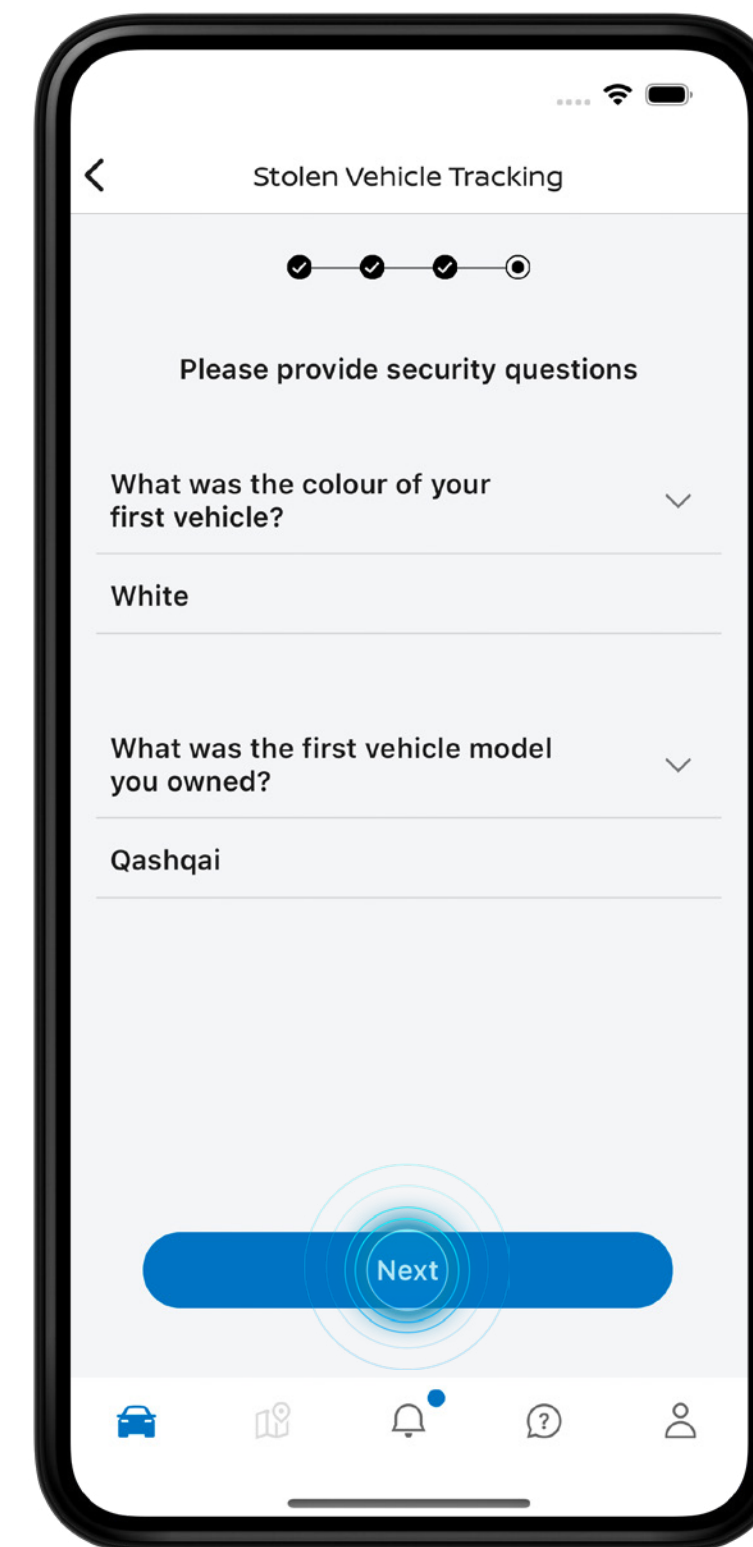 Stolen Vehicle Tracking
Please provide security questions
What was the colour of your
first vehicle?
White
What was the first vehicle model
you owned?
Qashqai
Next
?